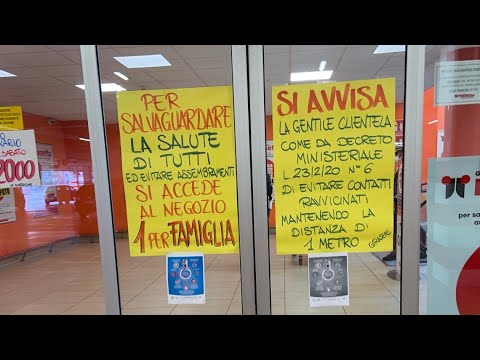 PER
SALVAGUARDARE
LA SALUTE
DI TUTTI
ED EVITARE ASSEMBRAMENTI
SI ACCEDE
AL NEGOZIO
1 PER FAMIGLIA
SI AVVISA
LA GENTILE CLIENTELA
COME DA DECRETO
MINISTERIALE
L 23/2/20 N° 6
DI EVITARE CONTATTI
RAVVICINATI
MANTENENDO LA
DISTANZA DI
1 METRO GRAZIE